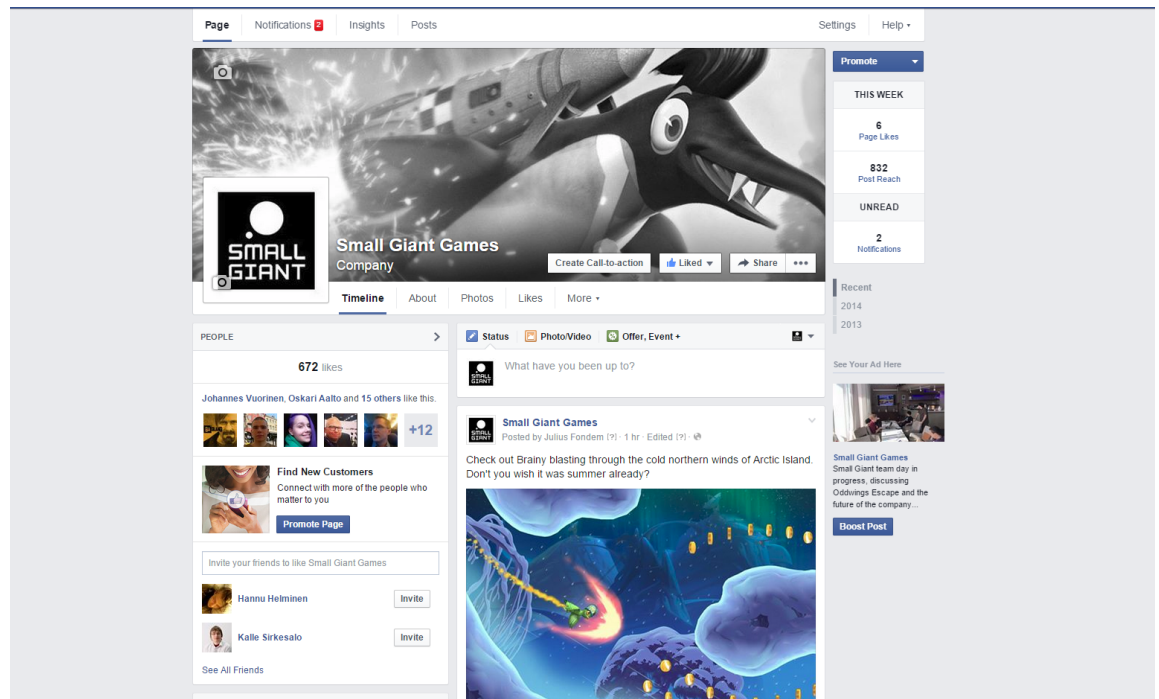 Page
Notifications 2
Insights
Posts
Settings
Help
Promote
THIS WEEK
6
Page Likes
832
Post Reach
UNREAD
2
Notifications
Recent
2014
2013
SMALL
GIANT
Small Giant Games
Company
Create Call-to-action
Liked
Share
Timeline
About
Photos
Likes
More
PEOPLE
672 likes
Johannes Vuorinen, Oskari Aalto and 15 others like this.
+12
Find New Customers
Connect with more of the people who
matter to you
Promote Page
Invite your friends to like Small Giant Games
Hannu Helminen
Invite
Kalle Sirkesalo
Invite
See All Friends
Status
Photo/Video
Offer, Event +
SMALL
GIANT
What have you been up to?
SMALL
GIANT
Small Giant Games
Posted by Julius Fondem [?] · 1 hr · Edited [?] ·
Check out Brainy blasting through the cold northern winds of Arctic Island.
Don't you wish it was summer already?
See Your Ad Here
Small Giant Games
Small Giant team day in
progress, discussing
Oddwings Escape and the
future of the company...
Boost Post